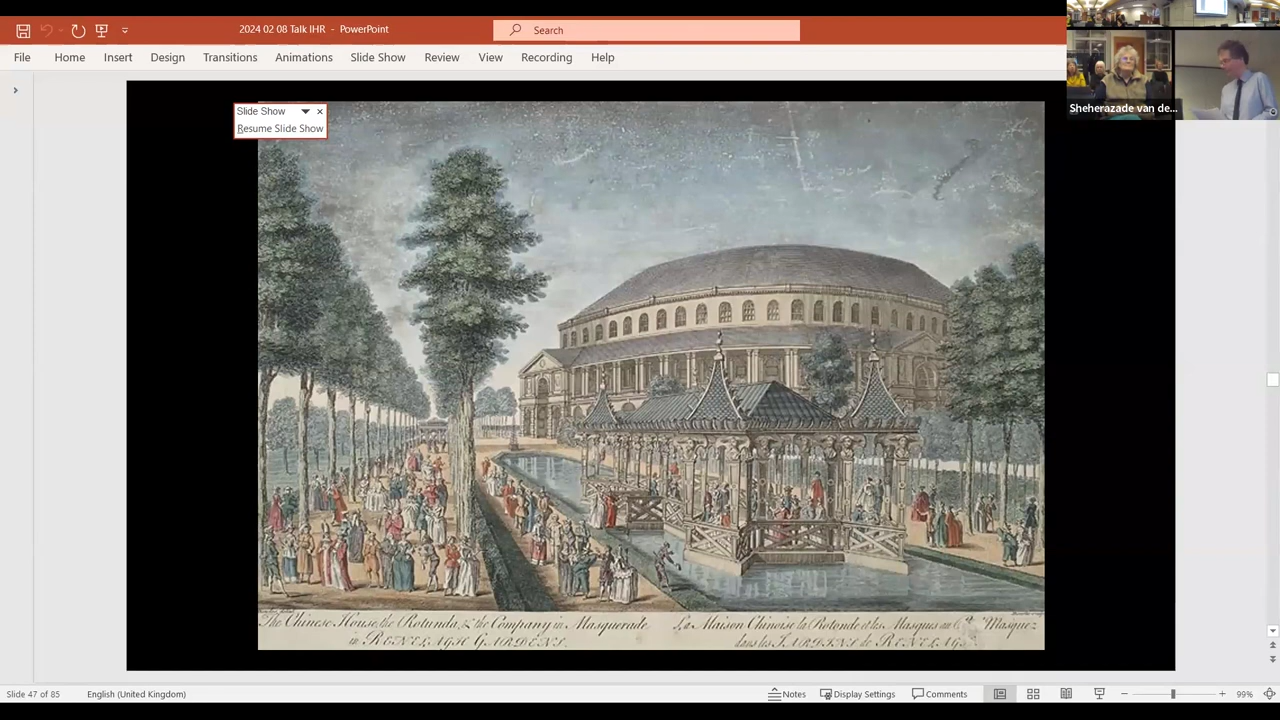 2024 02 08 Talk IHR - PowerPoint
Search
File Home Insert Design Transitions Animations Slide Show Review View Recording Help
Sheherazade van de...
Slide Show
Resume Slide Show
The Chinese House, the Rotunda, & the Company in Masquerade
in RENELAGH GARDENS.
La Maison Chinoise la Rotonde et les Masques
dans les JARDINS de RENELAGH
Slide 47 of 85
English (United Kingdom)
Notes
Display Settings
Comments
99%